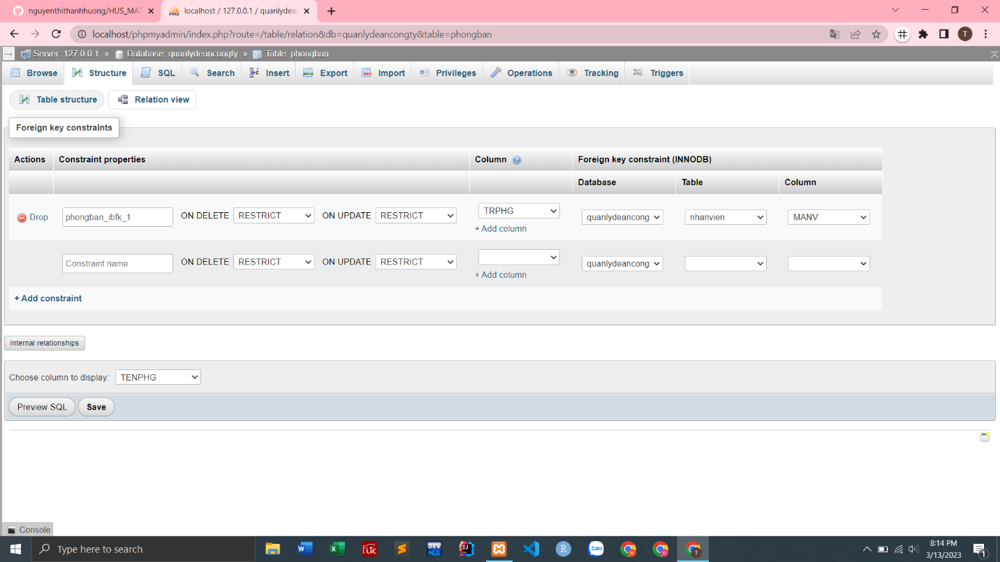 nguyenthithanhhuong/HUS_MAT
localhost / 127.0.0.1 / quanlydean
localhost/phpmyadmin/index.php?route=/table/relation&db=quanlydeancongty&table=phongban
T
Server: 127.0.0.1 » Database: quanlydeancongty » Table: phongban
Browse Structure SQL Search Insert Export Import Privileges Operations Tracking Triggers
Table structure Relation view
Foreign key constraints
Actions Constraint properties Column Foreign key constraint (INNODB)
Database Table Column
Drop phongban_ibfk_1 ON DELETE RESTRICT ON UPDATE RESTRICT TRPHG quanlydeancong nhanvien MANV
+ Add column
Constraint name ON DELETE RESTRICT ON UPDATE RESTRICT quanlydeancong
+ Add column
+ Add constraint
Internal relationships
Choose column to display: TENPHG
Preview SQL Save
Console
Type here to search
8:14 PM
3/13/2023